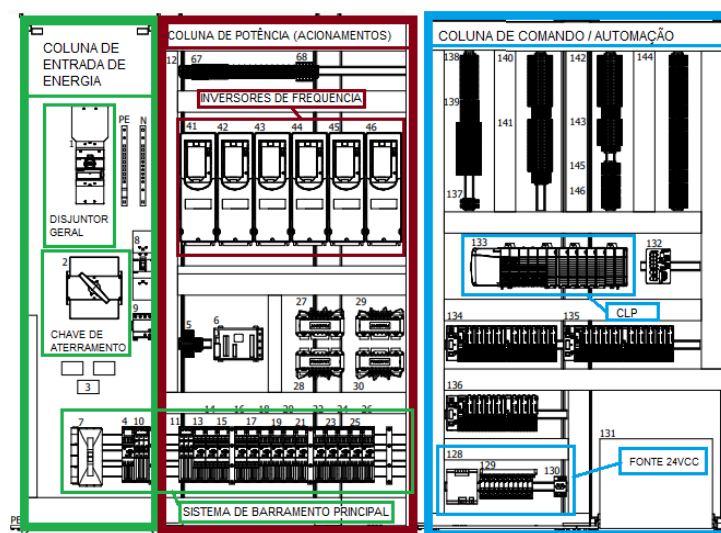 COLUNA DE
ENTRADA DE
ENERGIA
COLUNA DE POTÊNCIA (ACIONAMENTOS)
COLUNA DE COMANDO / AUTOMAÇÃO
12 67 68
138 140 142 144
INVERSORES DE FREQUENCIA
139
PE N
41 42 43 44 45 46
141 143
1
145
137 146
DISJUNTOR
GERAL
8
133 132
2
CLP
27 29
9
5 6
134 135
CHAVE DE
ATERRAMENTO
3
28 30
136
14 16 18 20 22 24 26
7 4 10 11 13 15 17 19 21 23 25
131
128 129 130
FONTE 24VCC
SISTEMA DE BARRAMENTO PRINCIPAL
PE